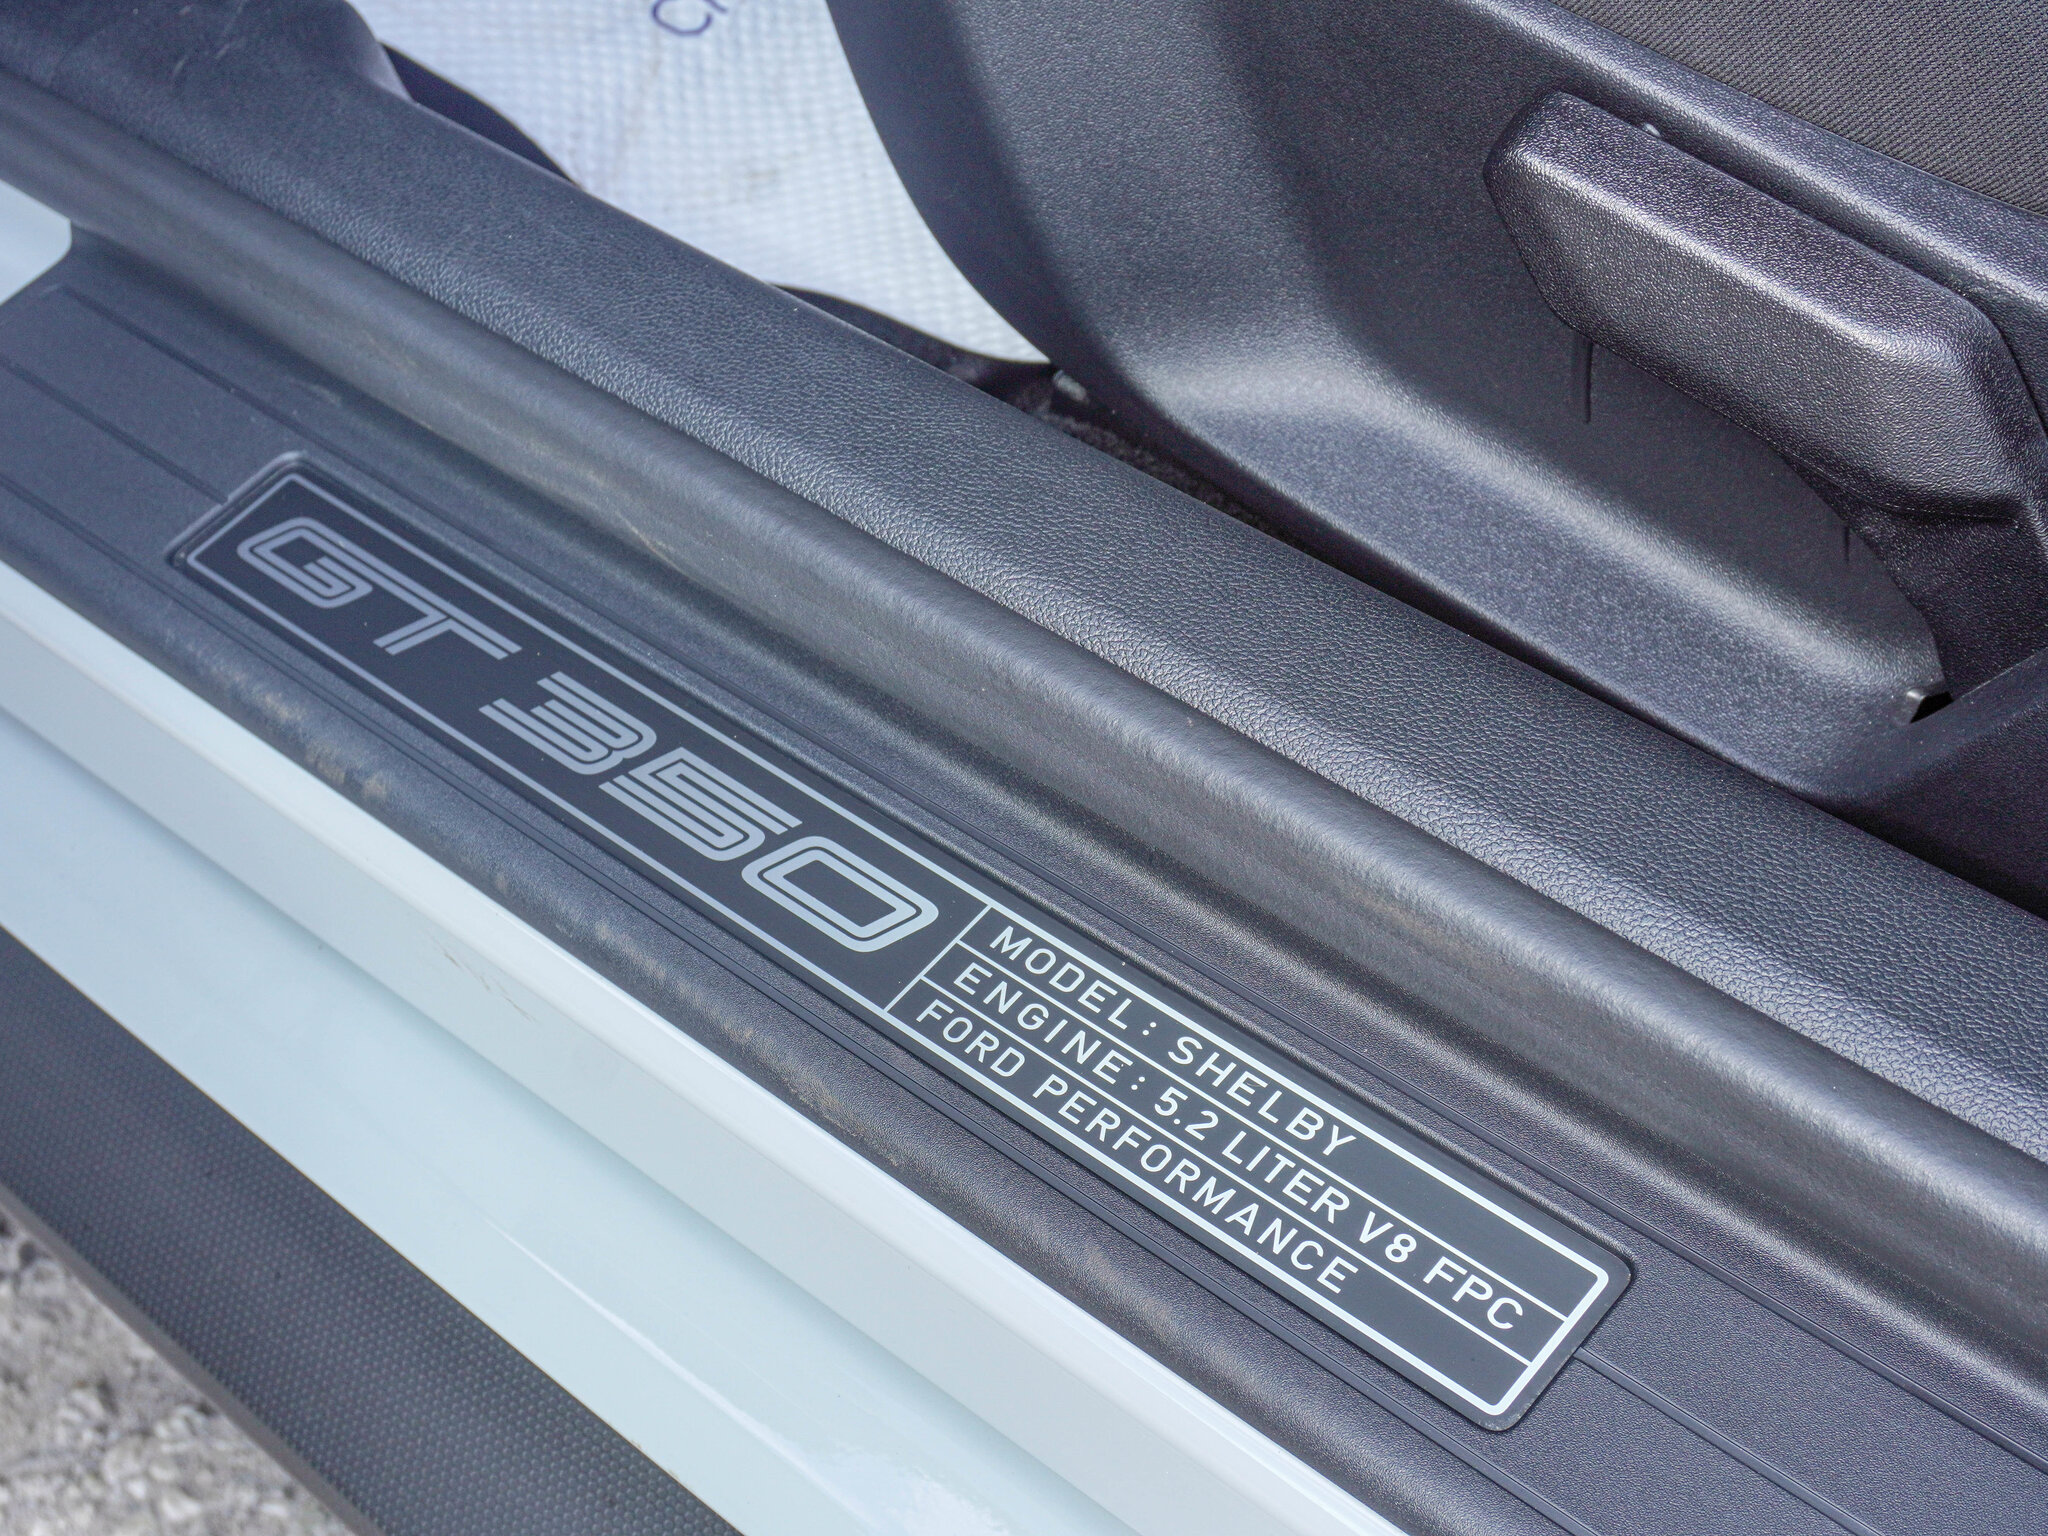 GT350
MODEL: SHELBY
ENGINE: 5.2 LITER V8 FPC
FORD PERFORMANCE